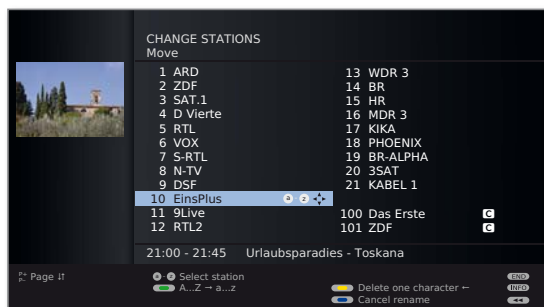 CHANGE STATIONS
Move
1 ARD
2 ZDF
3 SAT.1
4 D Vierte
5 RTL
6 VOX
7 S-RTL
8 N-TV
9 DSF
10 EinsPlus a z
11 9Live
12 RTL2
13 WDR 3
14 BR
15 HR
16 MDR 3
17 KIKA
18 PHOENIX
19 BR-ALPHA
20 3SAT
21 KABEL 1
100 Das Erste C
101 ZDF C
21:00 - 21:45 Urlaubsparadies - Toskana
P+ P– Page ↓↑
a - z Select station
A...Z → a...z
Delete one character ←
Cancel rename
END
INFO